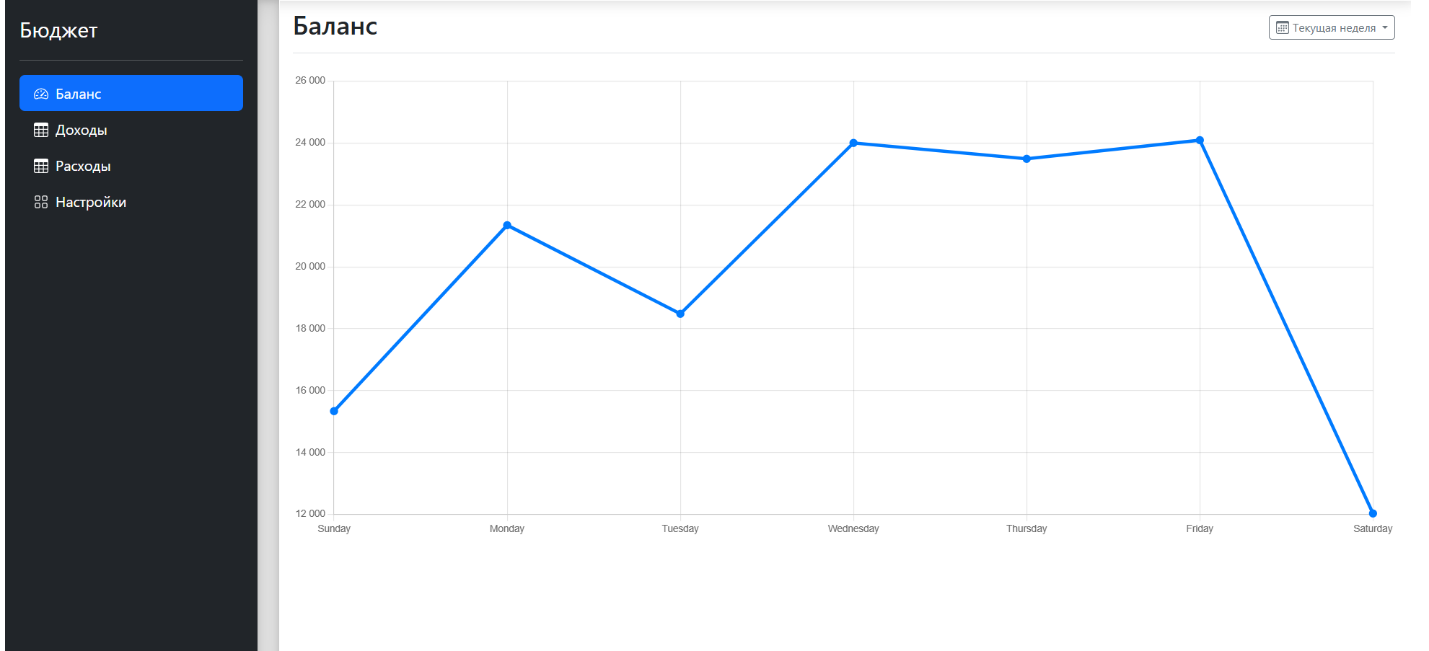 Бюджет
Баланс
Доходы
Расходы
Настройки
Баланс
Текущая неделя
26 000
24 000
22 000
20 000
18 000
16 000
14 000
12 000
Sunday Monday Tuesday Wednesday Thursday Friday Saturday